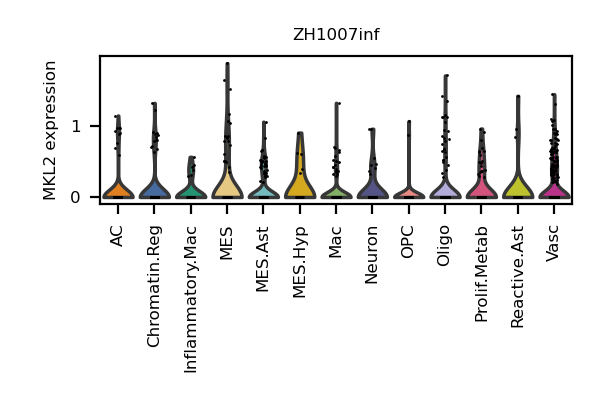 ZH1007inf
MKL2 expression
1
0
AC
Chromatin.Reg
Inflammatory.Mac
MES
MES.Ast
MES.Hyp
Mac
Neuron
OPC
Oligo
Prolif.Metab
Reactive.Ast
Vasc